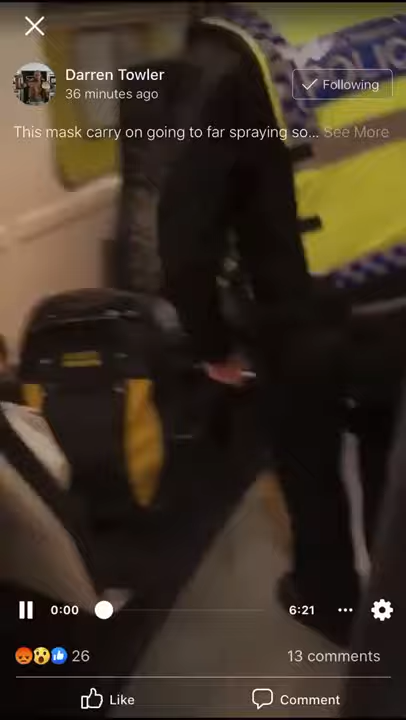 Darren Towler
Following
36 minutes ago
This mask carry on going to far spraying so... See More
0:00
6:21
26
13 comments
Like
Comment